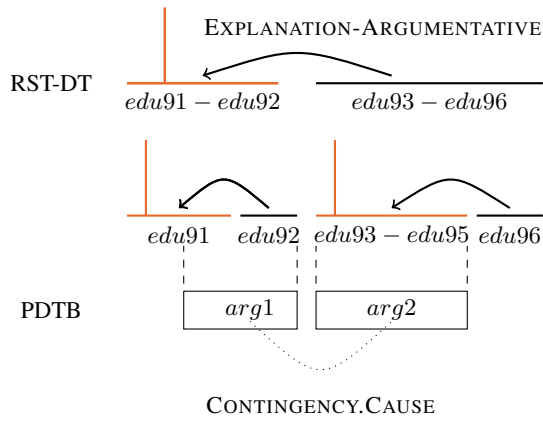 EXPLANATION-ARGUMENTATIVE
RST-DT
edu91 − edu92 edu93 − edu96
edu91 edu92 edu93 − edu95 edu96
PDTB arg1 arg2
CONTINGENCY.CAUSE